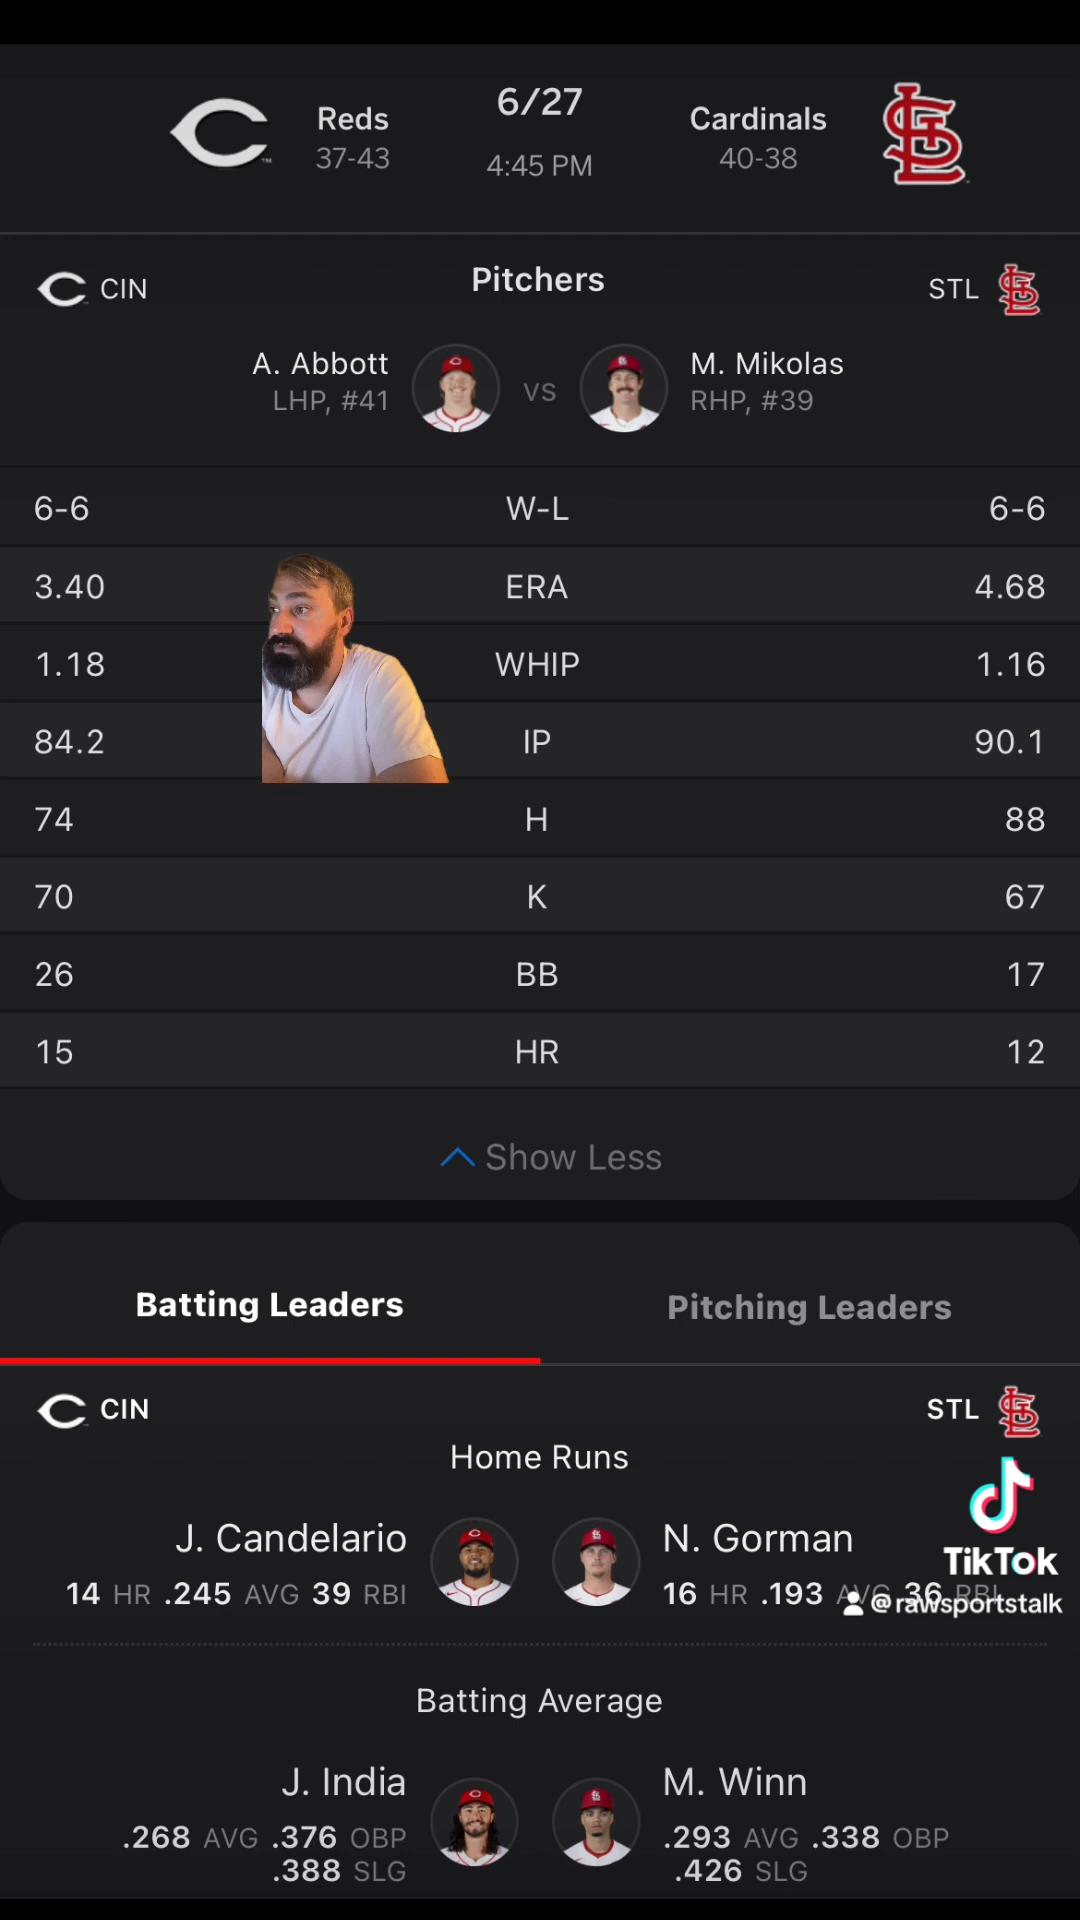 Reds 6/27 Cardinals
37-43 4:45 PM 40-38
CIN Pitchers STL
A. Abbott vs M. Mikolas
LHP, #41 RHP, #39
6-6 W-L 6-6
3.40 ERA 4.68
1.18 WHIP 1.16
84.2 IP 90.1
74 H 88
70 K 67
26 BB 17
15 HR 12
Show Less
Batting Leaders Pitching Leaders
CIN STL
Home Runs
J. Candelario N. Gorman
14 HR .245 AVG 39 RBI 16 HR .193 AVG 36 RBI
TikTok
@rawsportstalk
Batting Average
J. India M. Winn
.268 AVG .376 OBP .293 AVG .338 OBP
.388 SLG .426 SLG